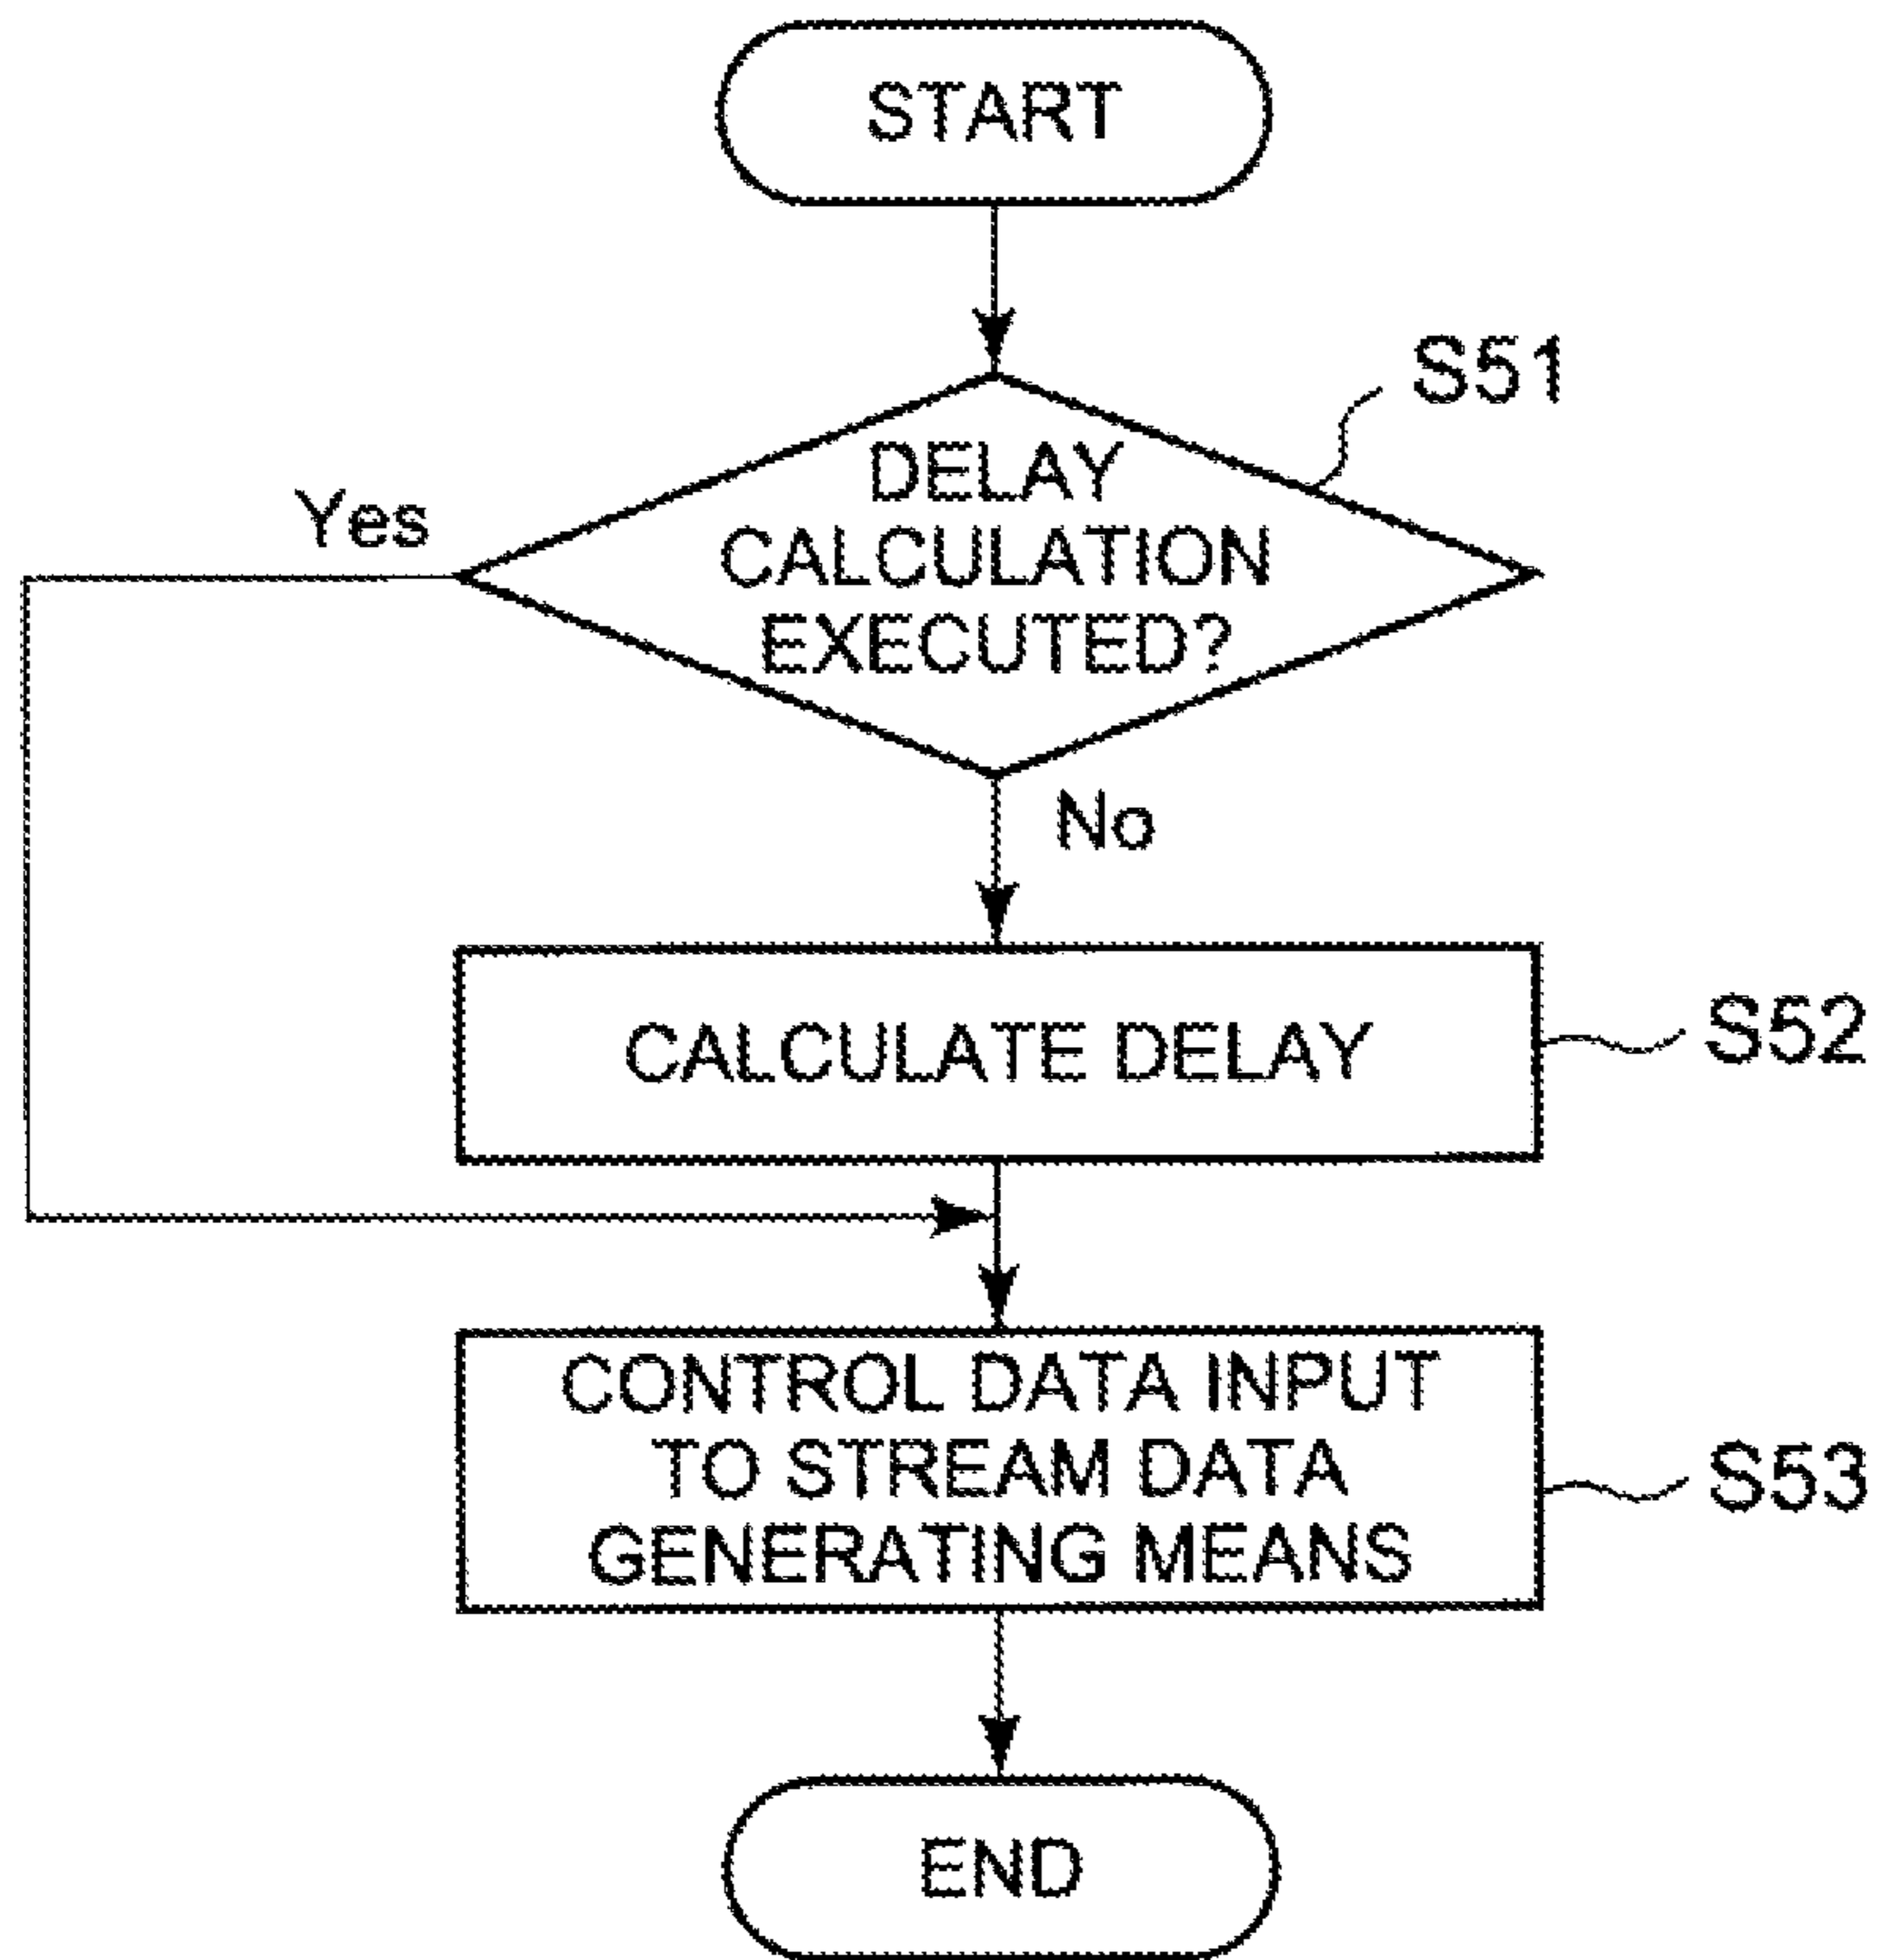 START
S51
DELAY
CALCULATION
EXECUTED?
Yes
No
CALCULATE DELAY
S52
CONTROL DATA INPUT
TO STREAM DATA
GENERATING MEANS
S53
END